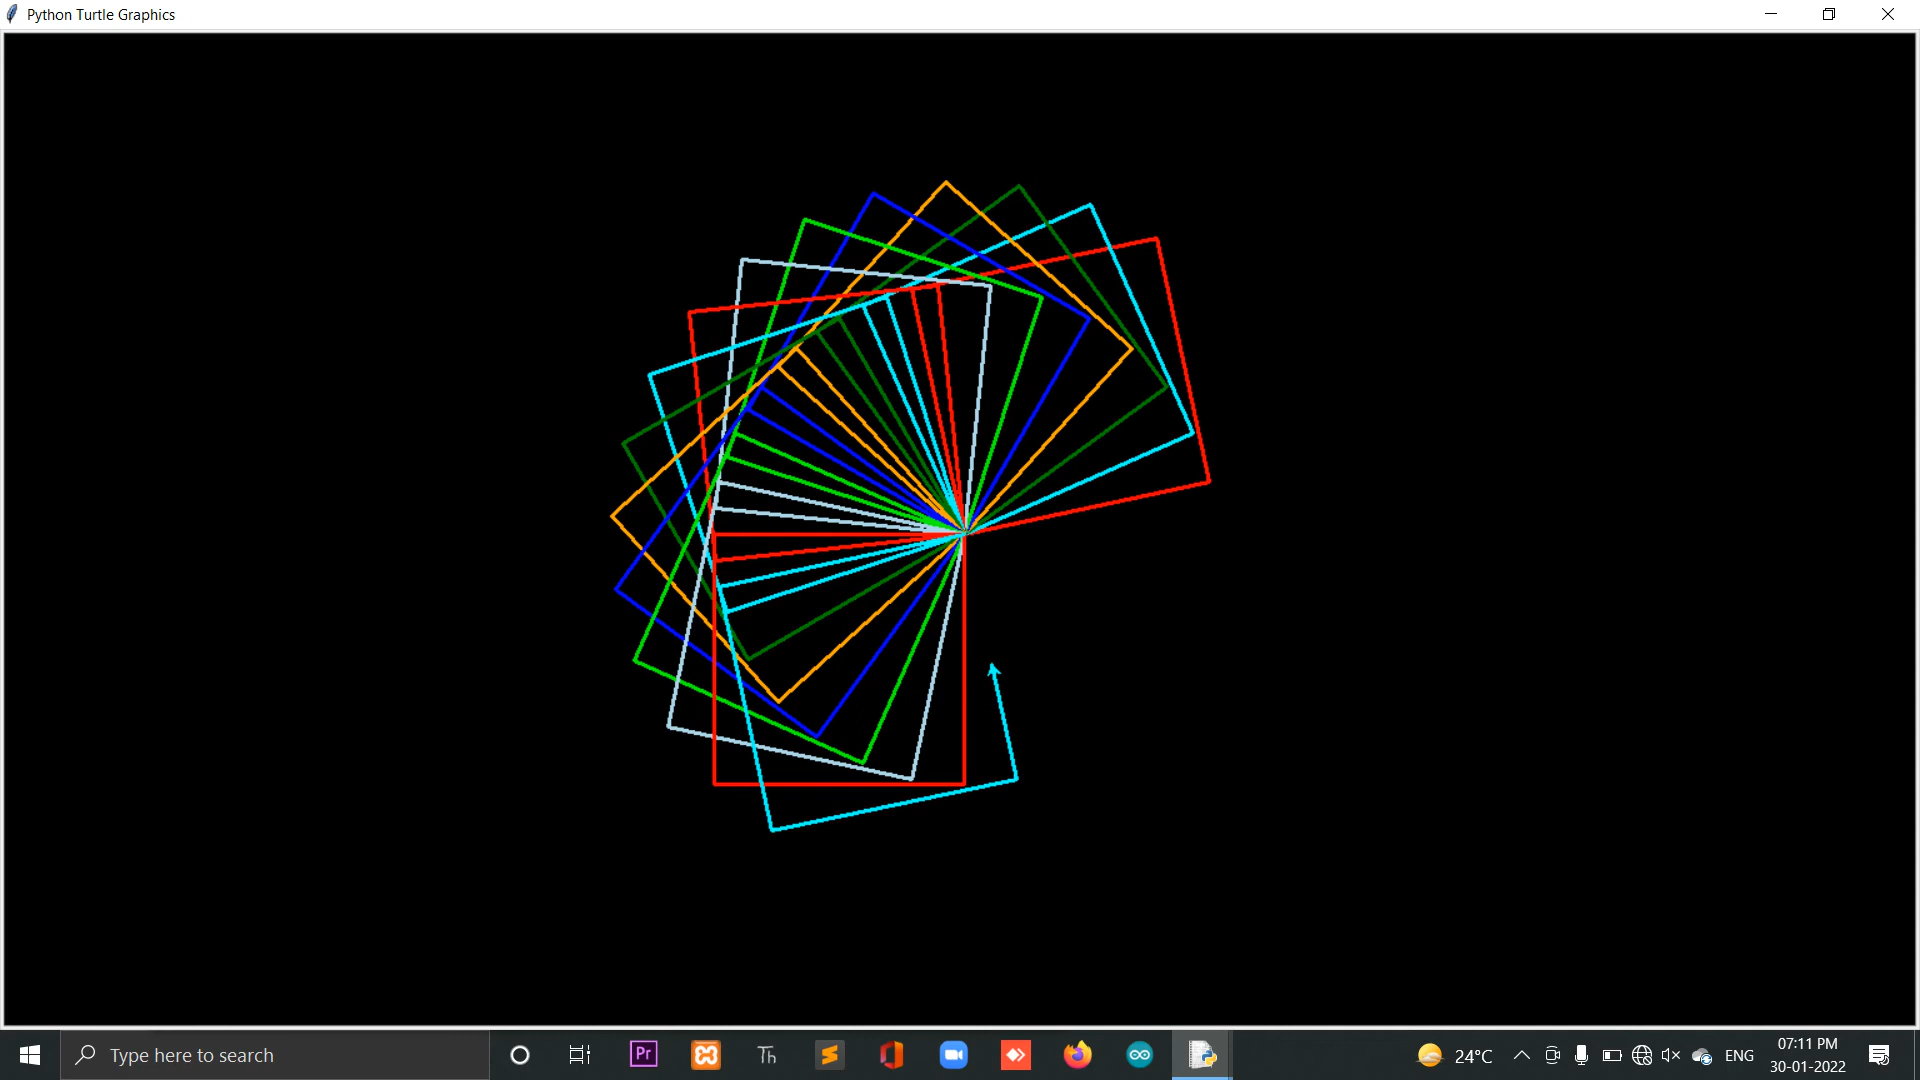 Python Turtle Graphics
Type here to search
Pr
Th
24°C
ENG
07:11 PM
30-01-2022